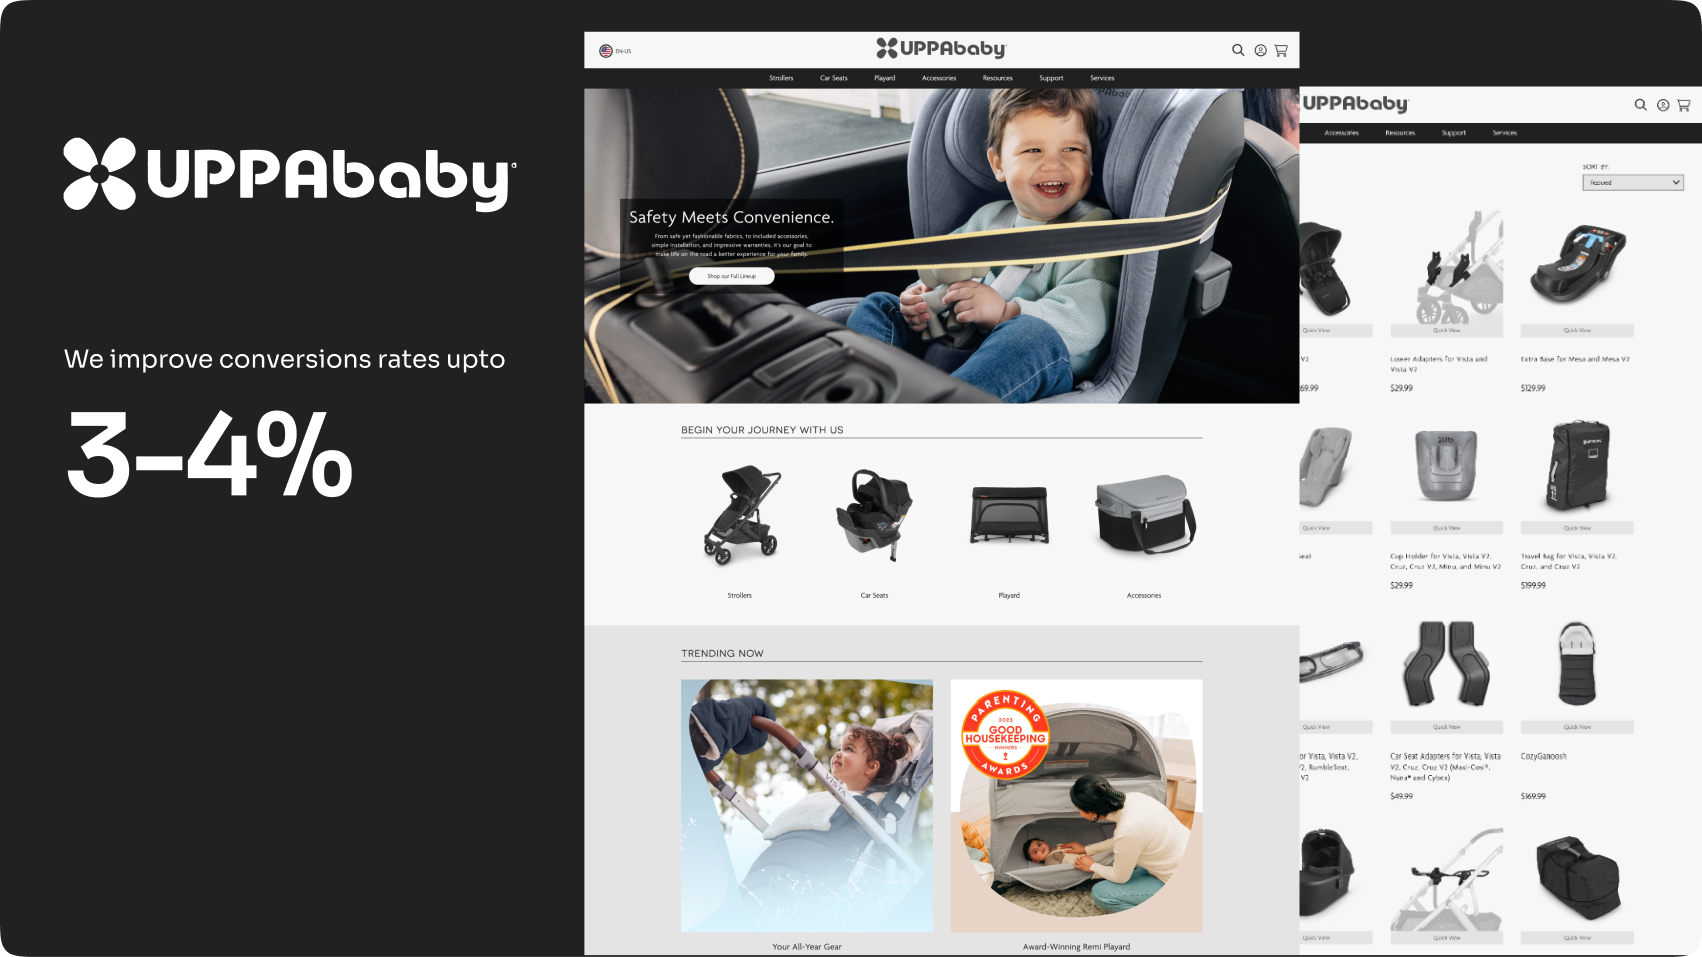 UPPAbaby
We improve conversions rates upto
3-4%
EN-US
UPPAbaby
Strollers Car Seats Playard Accessories Resources Support Services
UPPAbaby
Safety Meets Convenience.
From safe yet fashionable fabrics, to included accessories,
simple installation, and impressive warranties, it's our goal to
make life on the road a better experience for your family.
Shop our Full Lineup
BEGIN YOUR JOURNEY WITH US
Strollers
Car Seats
Playard
Accessories
TRENDING NOW
VISTA
PARENTING
2023
GOOD
HOUSEKEEPING
WINNERS
AWARDS
Your All-Year Gear
Award-Winning Remi Playard
UPPAbaby
Accessories Resources Support Services
SORT BY:
Featured
Quick View
Quick View
Quick View
V2
69.99
Lower Adapters for Vista and
Vista V2
$29.99
Extra Base for Mesa and Mesa V2
$129.99
Quick View
Quick View
Quick View
Seat
Cup Holder for Vista, Vista V2,
Cruz, Cruz V2, Minu, and Minu V2
$29.99
Travel Bag for Vista, Vista V2,
Cruz, and Cruz V2
$199.99
Quick View
Quick View
or Vista, Vista V2,
V2, RumbleSeat,
V2
Car Seat Adapters for Vista, Vista
V2, Cruz, Cruz V2 (Maxi-Cosi®,
Nuna® and Cybex)
$49.99
CozyGanoosh
$169.99
Quick View
Quick View
Quick View